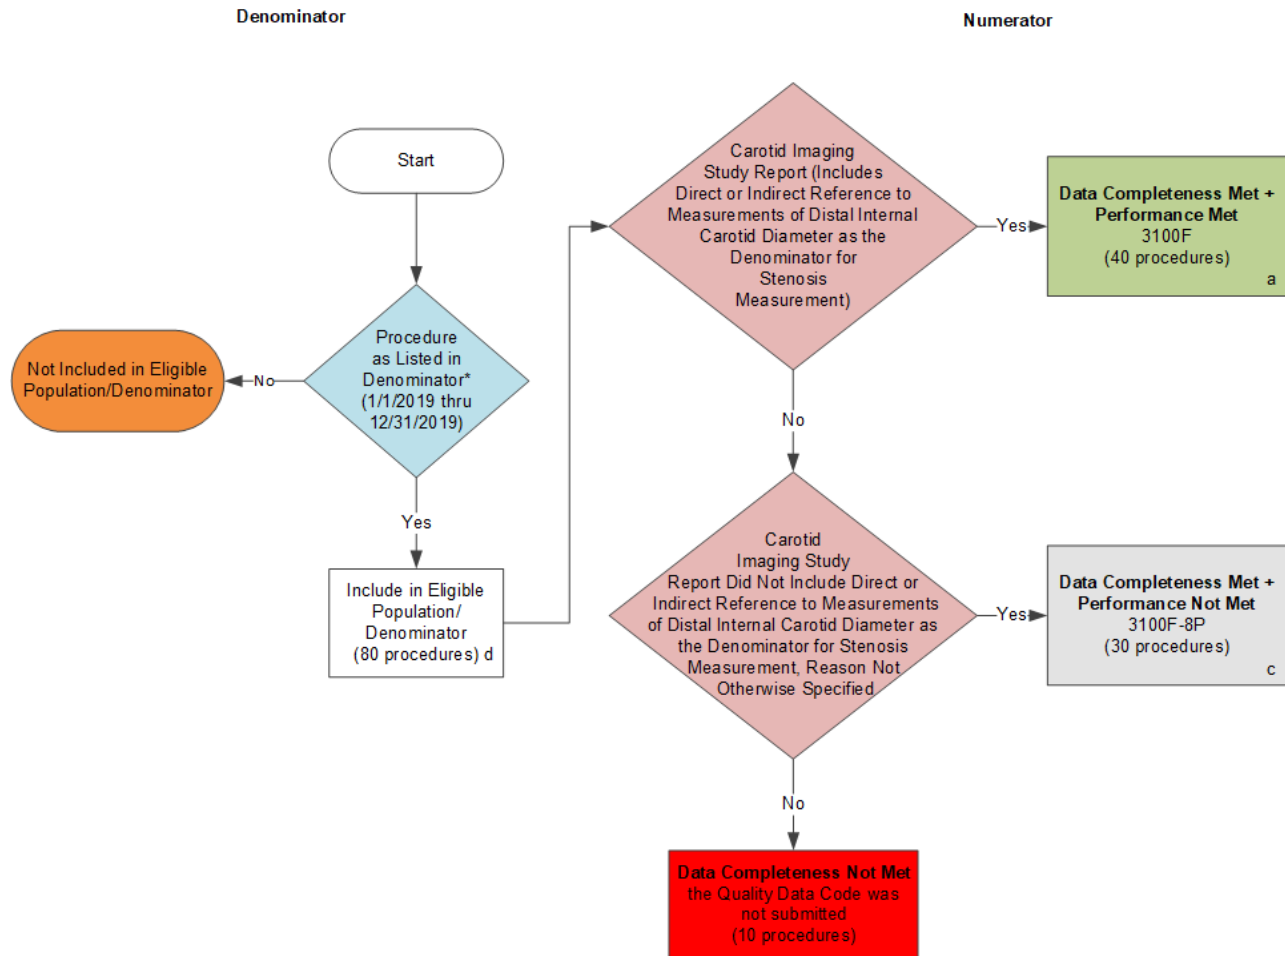 Denominator
Numerator
Start
Procedure
as Listed in
Denominator*
(1/1/2019 thru
12/31/2019)
No
Not Included in Eligible
Population/Denominator
Yes
Include in Eligible
Population/
Denominator
(80 procedures) d
Carotid Imaging
Study Report (Includes
Direct or Indirect Reference to
Measurements of Distal Internal
Carotid Diameter as the
Denominator for
Stenosis
Measurement)
Yes
Data Completeness Met +
Performance Met
3100F
(40 procedures)
a
No
Carotid
Imaging Study
Report Did Not Include Direct or
Indirect Reference to Measurements
of Distal Internal Carotid Diameter as
the Denominator for Stenosis
Measurement, Reason Not
Otherwise Specified
Yes
Data Completeness Met +
Performance Not Met
3100F-8P
(30 procedures)
c
No
Data Completeness Not Met
the Quality Data Code was
not submitted
(10 procedures)